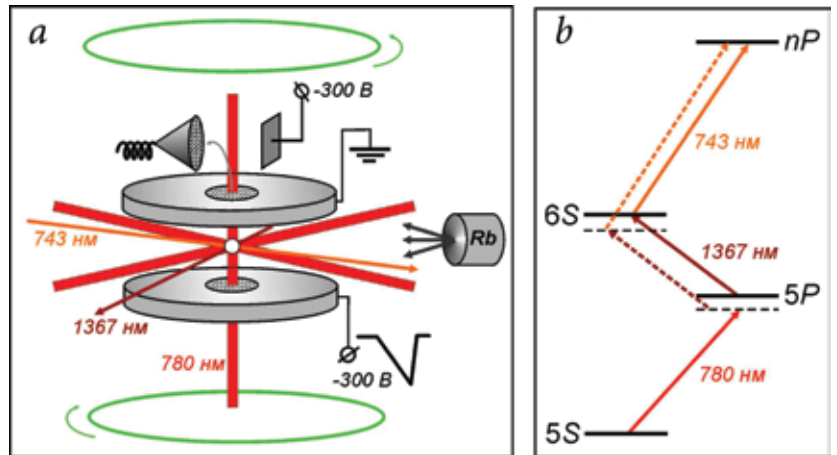 a
-300 В
743 нм
Rb
1367 нм
780 нм
-300 В
b
nP
743 нм
6S
1367 нм
5P
780 нм
5S